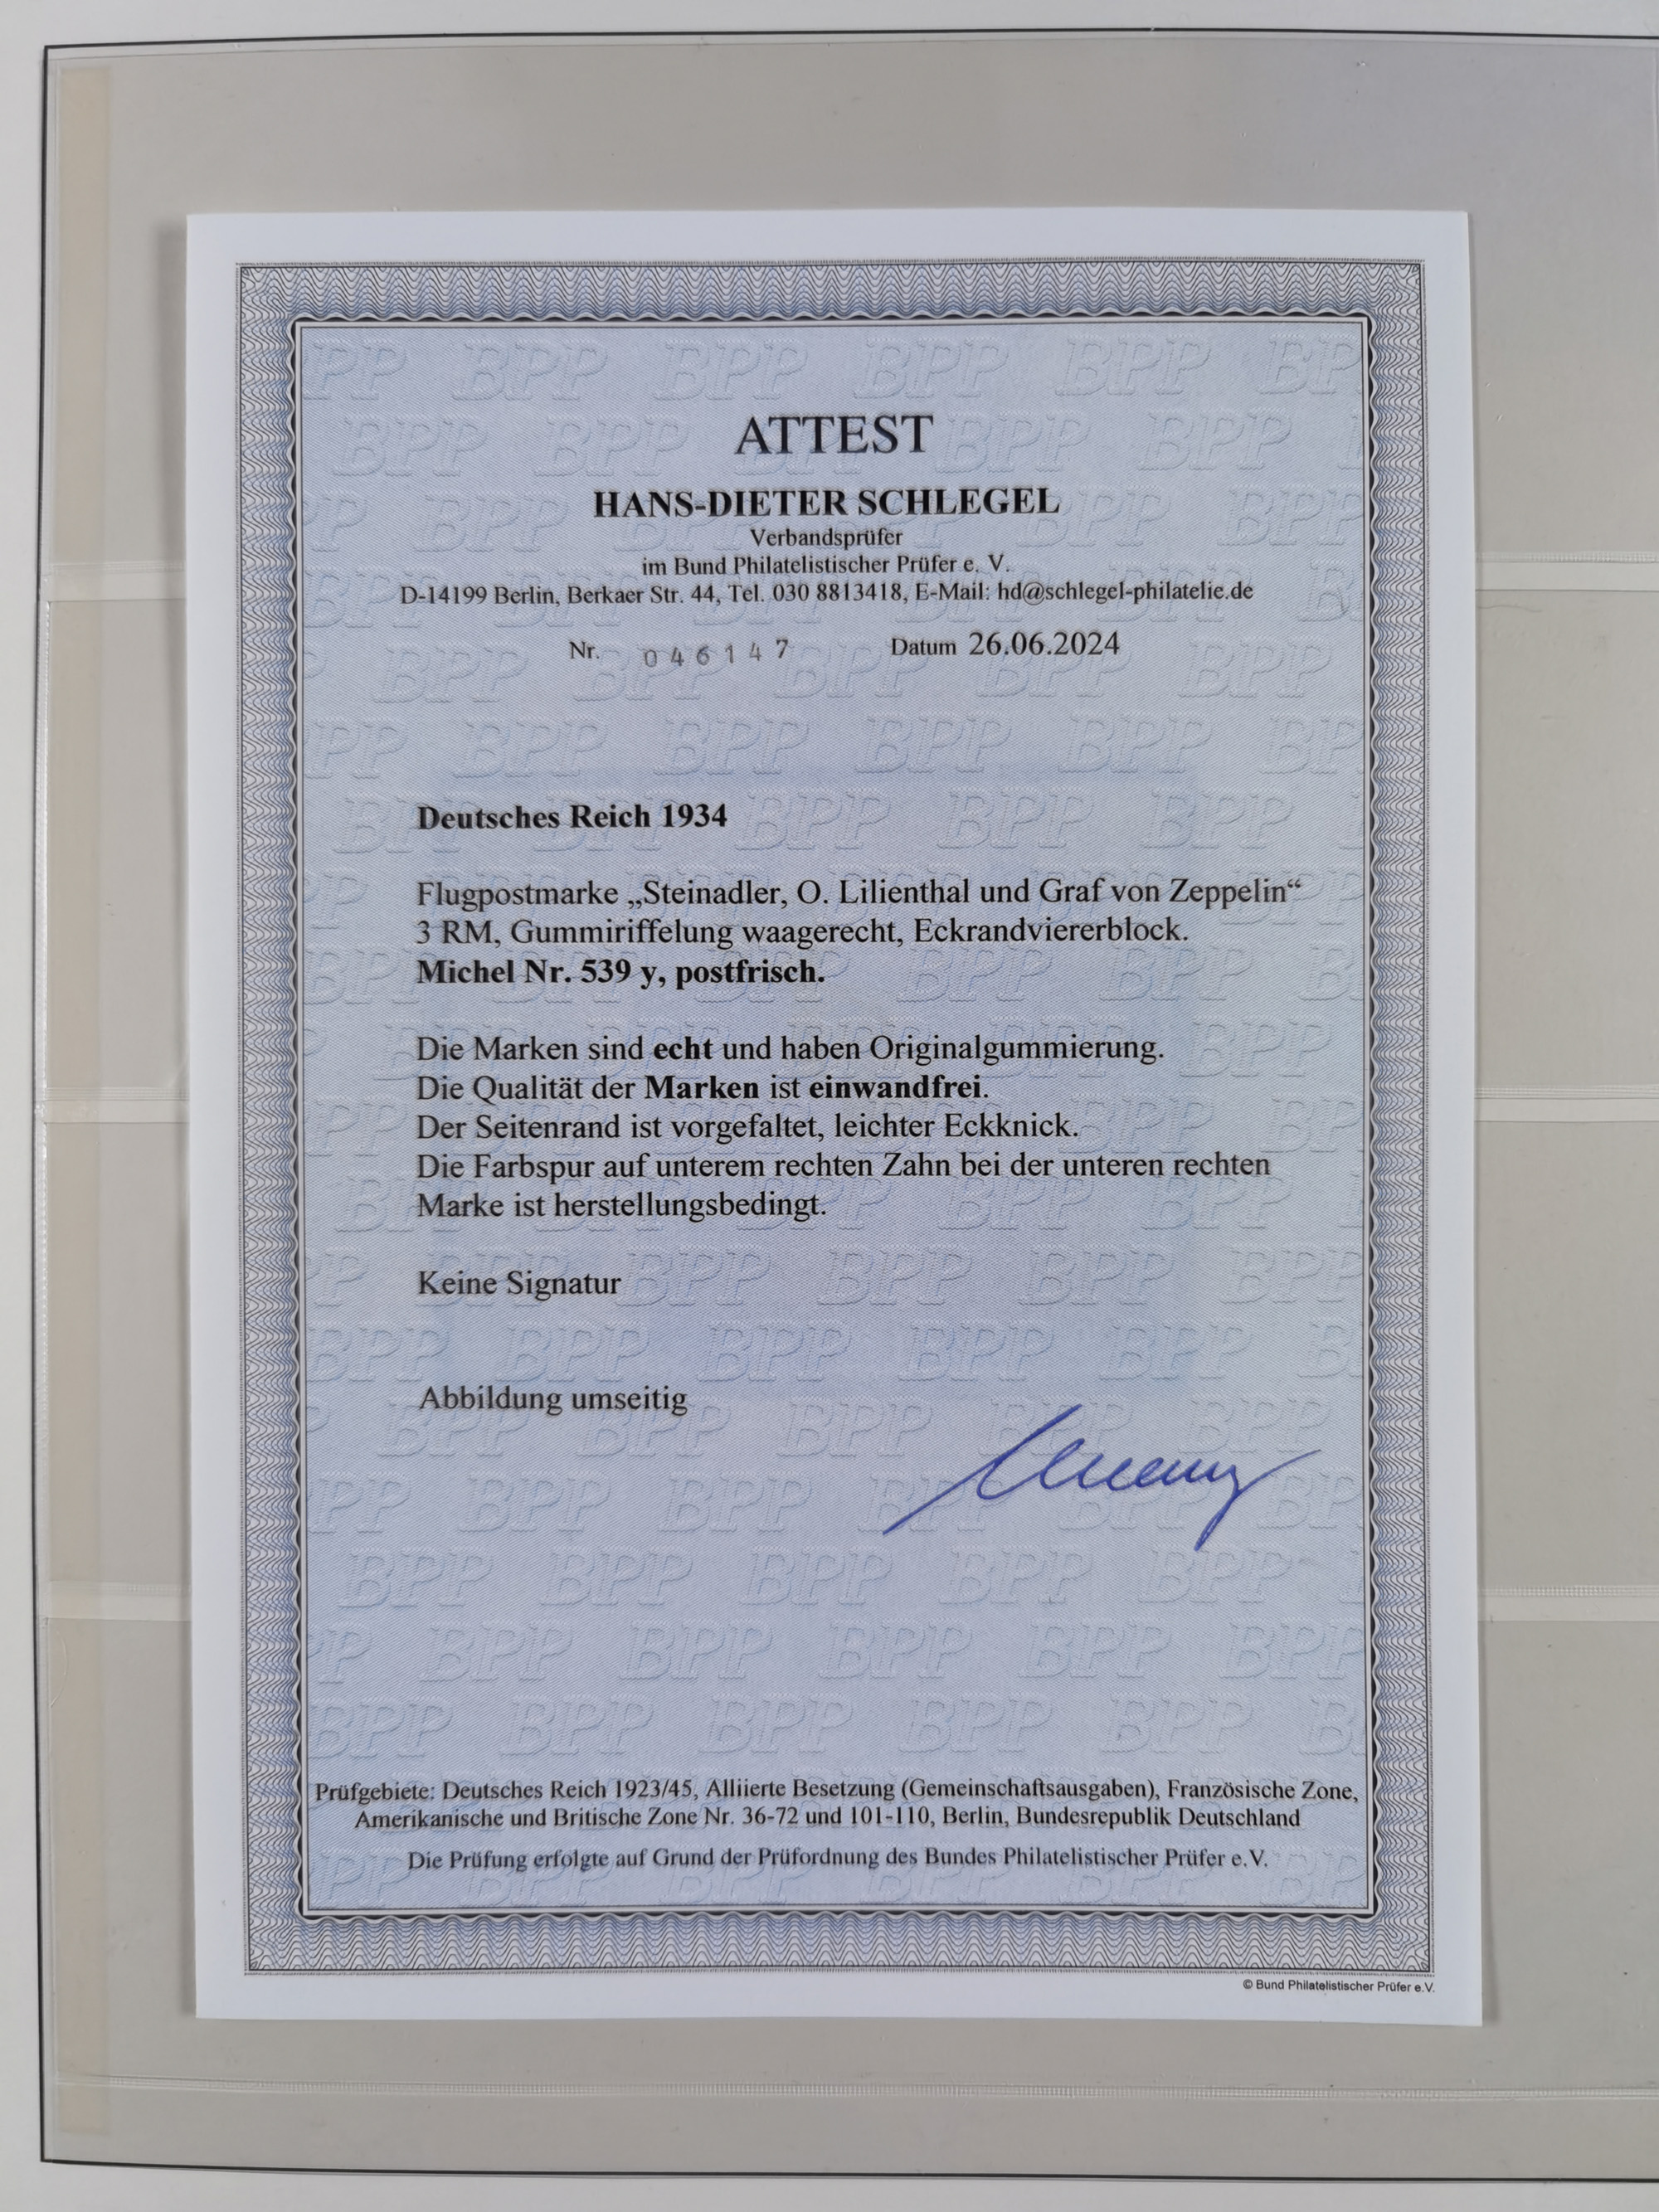 ATTEST
HANS-DIETER SCHLEGEL
Verbandsprüfer
im Bund Philatelistischer Prüfer e. V.
D-14199 Berlin, Berkaer Str. 44, Tel. 030 8813418, E-Mail: hd@schlegel-philatelie.de
Nr. 046147 Datum 26.06.2024
Deutsches Reich 1934
Flugpostmarke „Steinadler, O. Lilienthal und Graf von Zeppelin“
3 RM, Gummiriffelung waagerecht, Eckrandviererblock.
Michel Nr. 539 y, postfrisch.
Die Marken sind echt und haben Originalgummierung.
Die Qualität der Marken ist einwandfrei.
Der Seitenrand ist vorgefaltet, leichter Eckknick.
Die Farbspur auf unterem rechten Zahn bei der unteren rechten
Marke ist herstellungsbedingt.
Keine Signatur
Abbildung umseitig
Prüfgebiete: Deutsches Reich 1923/45, Alliierte Besetzung (Gemeinschaftsausgaben), Französische Zone,
Amerikanische und Britische Zone Nr. 36-72 und 101-110, Berlin, Bundesrepublik Deutschland
Die Prüfung erfolgte auf Grund der Prüfordnung des Bundes Philatelistischer Prüfer e.V.
© Bund Philatelistischer Prüfer e.V.